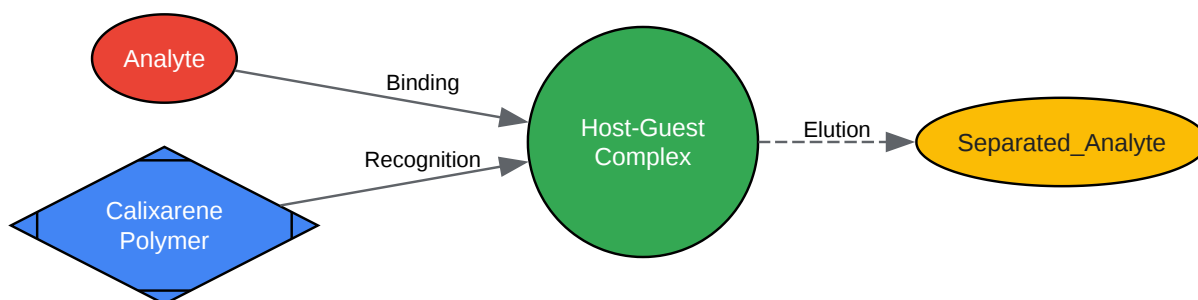 Analyte
Binding
Recognition
Calixarene
Polymer
Host-Guest
Complex
Elution
Separated_Analyte